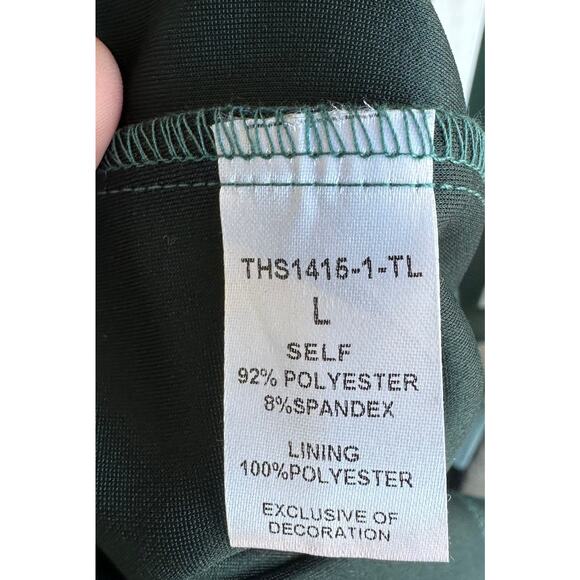 THS1415-1-TL
L
SELF
92% POLYESTER
8%SPANDEX
LINING
100%POLYESTER
EXCLUSIVE OF
DECORATION